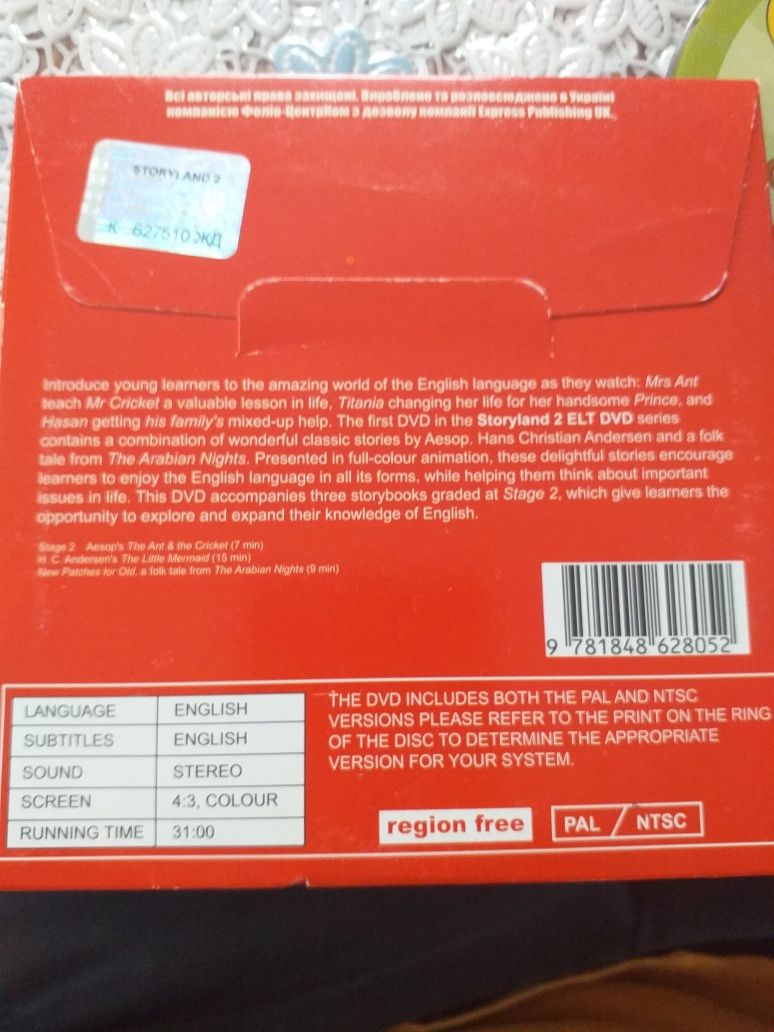 Всі авторські права захищені. Вироблено та розповсюджено в Україні
компанією Фоліо-ЦентрКом з дозволу компанії Express Publishing UK.
STORYLAND 2
К 627510 ЖД
Introduce young learners to the amazing world of the English language as they watch: Mrs Ant
teach Mr Cricket a valuable lesson in life, Titania changing her life for her handsome Prince, and
Hasan getting his family's mixed-up help. The first DVD in the Storyland 2 ELT DVD series
contains a combination of wonderful classic stories by Aesop, Hans Christian Andersen and a folk
tale from The Arabian Nights. Presented in full-colour animation, these delightful stories encourage
learners to enjoy the English language in all its forms, while helping them think about important
issues in life. This DVD accompanies three storybooks graded at Stage 2, which give learners the
opportunity to explore and expand their knowledge of English.
Stage 2 Aesop's The Ant & the Cricket (7 min)
H. C. Andersen's The Little Mermaid (15 min)
New Patches for Old, a folk tale from The Arabian Nights (9 min)
9 781848 628052
LANGUAGE ENGLISH
SUBTITLES ENGLISH
SOUND STEREO
SCREEN 4:3, COLOUR
RUNNING TIME 31:00
THE DVD INCLUDES BOTH THE PAL AND NTSC
VERSIONS PLEASE REFER TO THE PRINT ON THE RING
OF THE DISC TO DETERMINE THE APPROPRIATE
VERSION FOR YOUR SYSTEM.
region free
PAL / NTSC